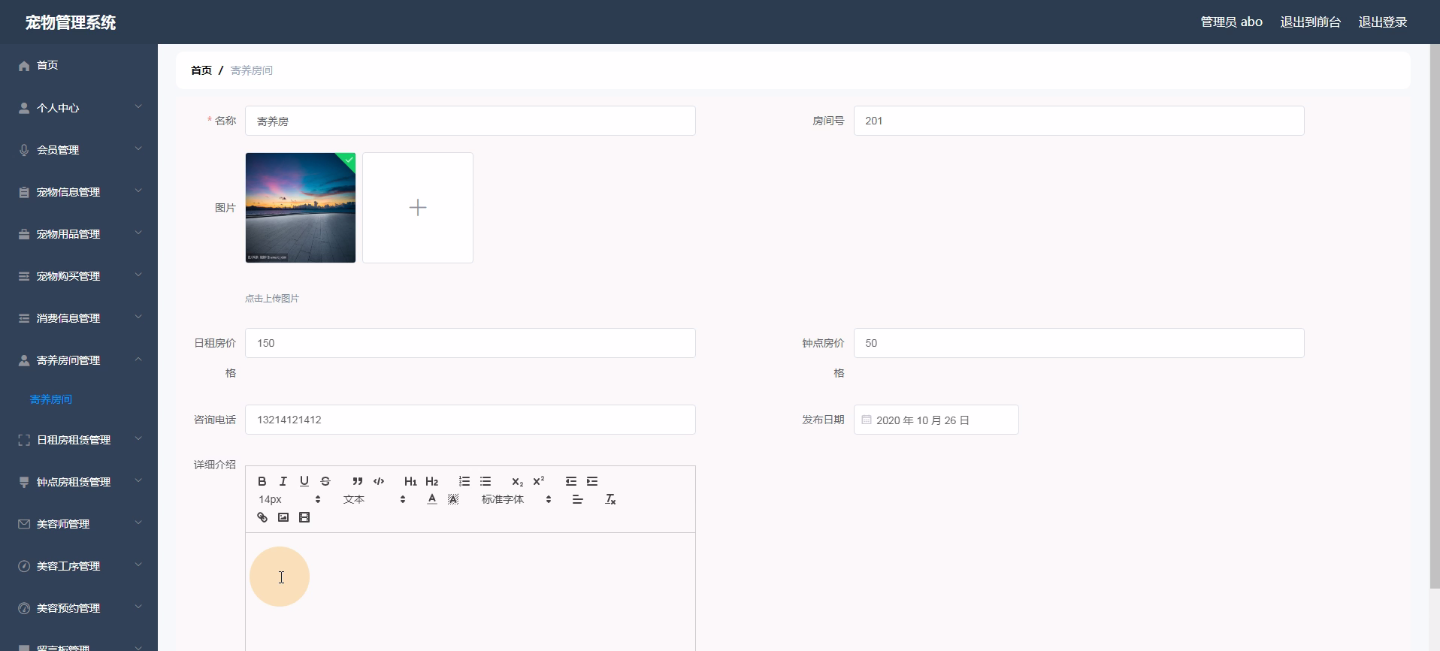 宠物管理系统
管理员 abo 退出到前台 退出登录
首页
个人中心
会员管理
宠物信息管理
宠物用品管理
宠物购买管理
消费信息管理
寄养房间管理
寄养房间
日租房租赁管理
钟点房租赁管理
美容师管理
美容工序管理
美容预约管理
留言板管理
首页 / 寄养房间
* 名称 寄养房
房间号 201
图片
点击上传图片
日租房价格 150
钟点房价格 50
咨询电话 13214121412
发布日期 2020 年 10 月 26 日
详细介绍
B I U S ” </> H1 H2 X₂ X²
14px 文本 A A 标准字体 Tx